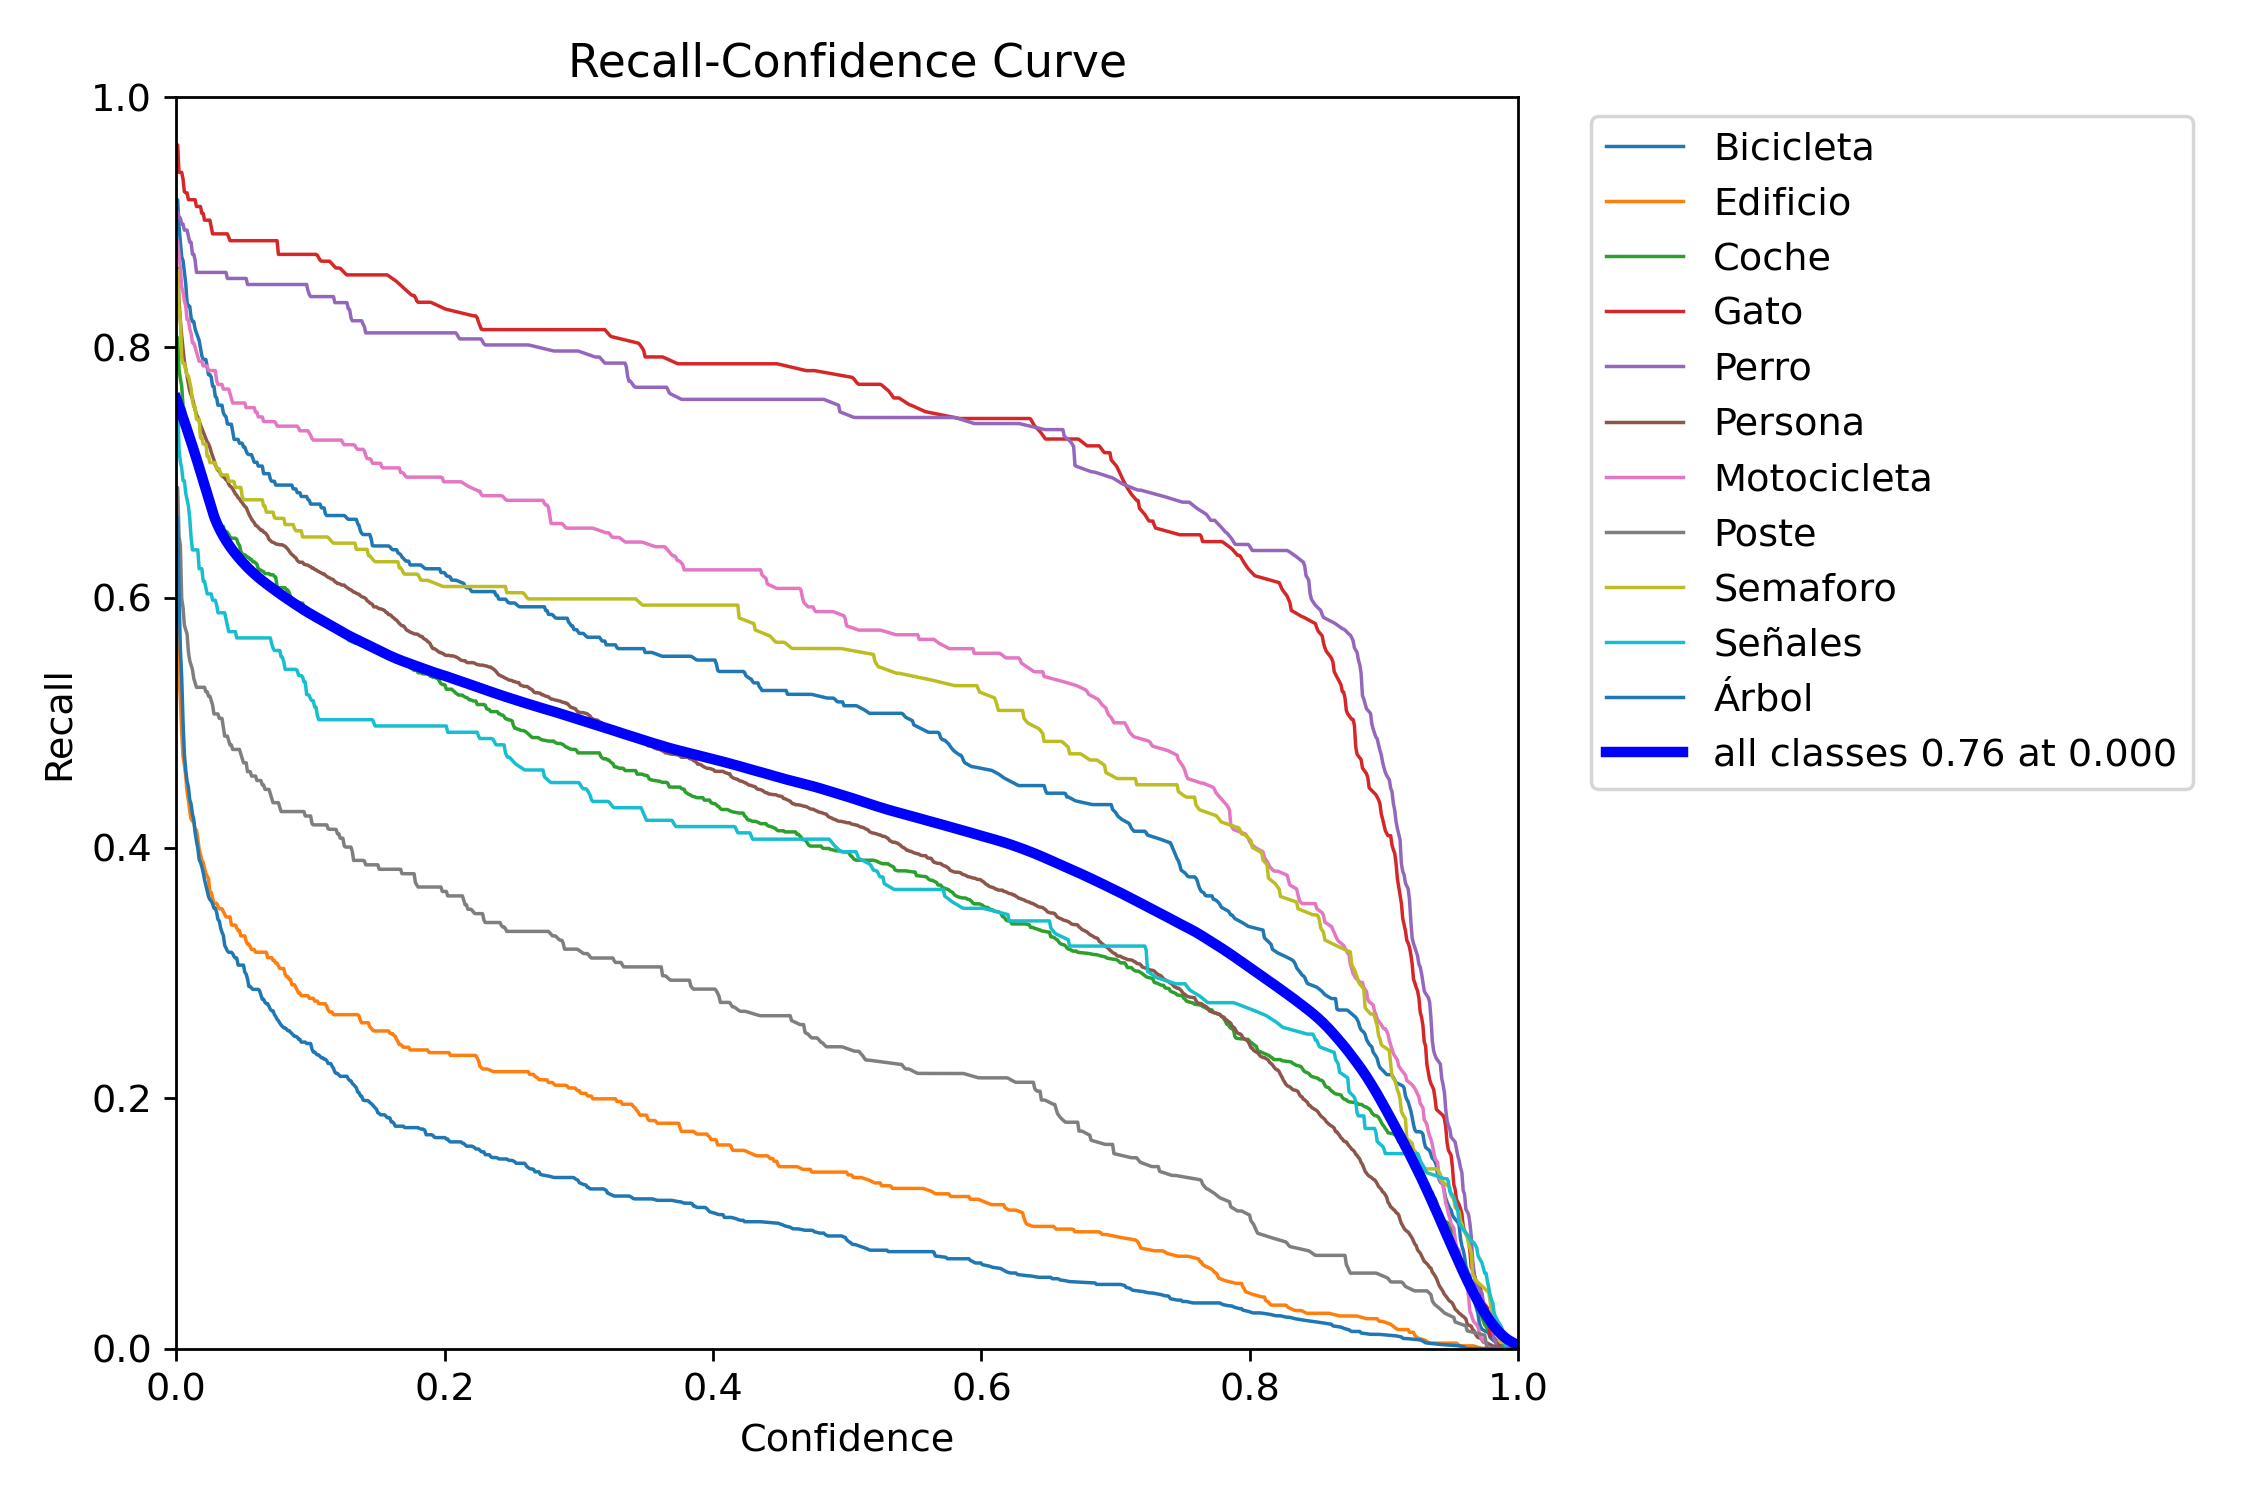 Recall-Confidence Curve
1.0
0.8
0.6
0.4
0.2
0.0
Recall
0.0 0.2 0.4 0.6 0.8 1.0
Confidence
Bicicleta
Edificio
Coche
Gato
Perro
Persona
Motocicleta
Poste
Semaforo
Señales
Árbol
all classes 0.76 at 0.000